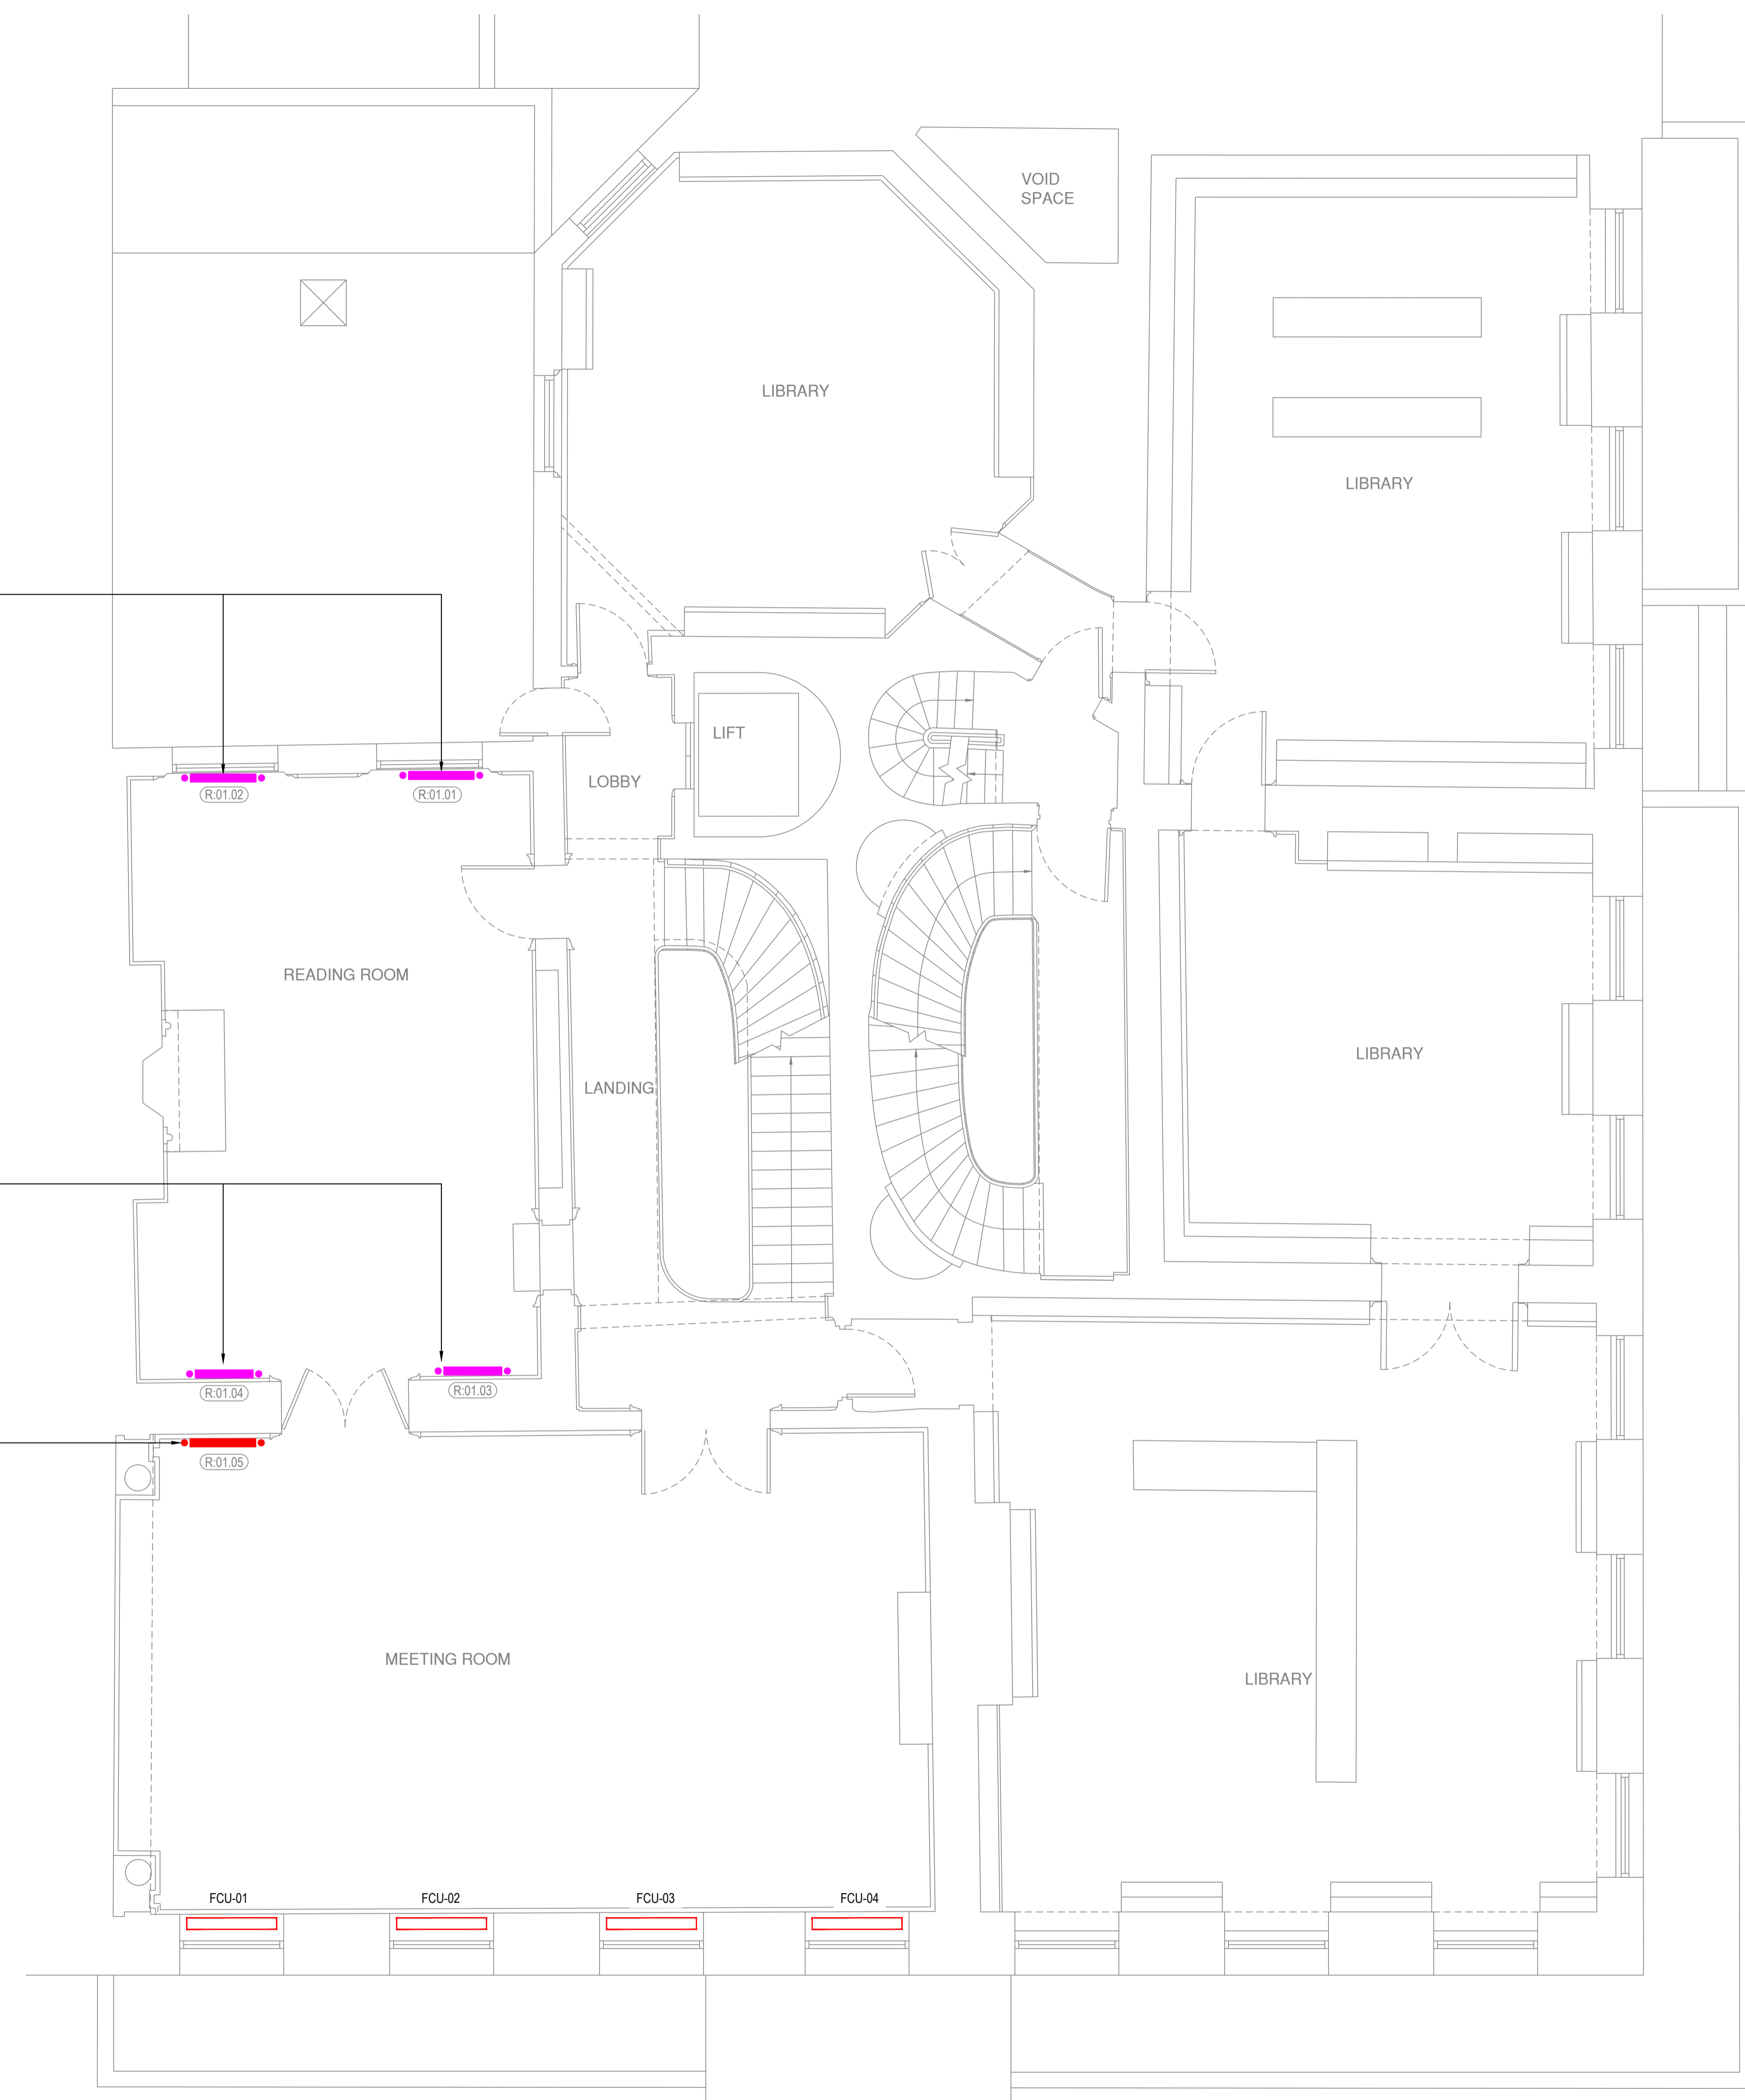 VOID
SPACE
LIBRARY
LIBRARY
LIFT
LOBBY
R:01.02
R:01.01
READING ROOM
LIBRARY
LANDING
R:01.04
R:01.03
R:01.05
MEETING ROOM
LIBRARY
FCU-01
FCU-02
FCU-03
FCU-04